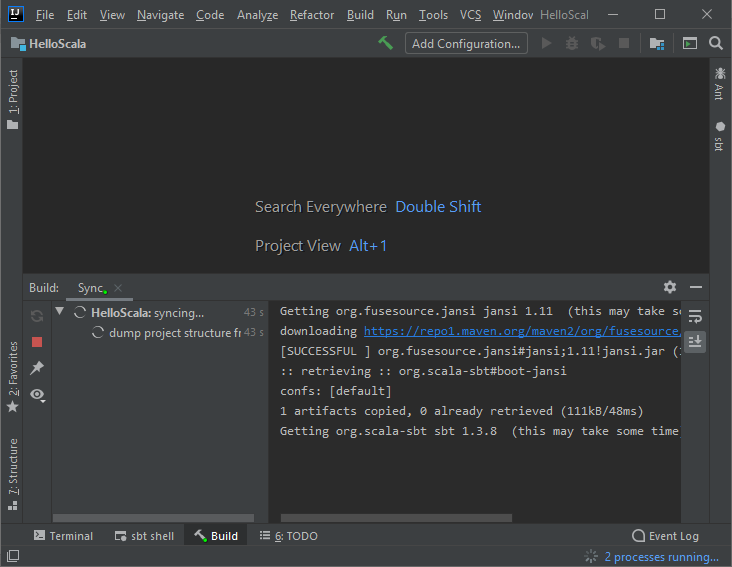 IJ File Edit View Navigate Code Analyze Refactor Build Run Tools VCS Window HelloScal
HelloScala
Add Configuration...
1: Project
Ant
sbt
Search Everywhere Double Shift
Project View Alt+1
Build: Sync
HelloScala: syncing... 43 s
dump project structure fr 43 s
Getting org.fusesource.jansi jansi 1.11 (this may take so
downloading https://repo1.maven.org/maven2/org/fusesource/
[SUCCESSFUL ] org.fusesource.jansi#jansi;1.11!jansi.jar (
:: retrieving :: org.scala-sbt#boot-jansi
confs: [default]
1 artifacts copied, 0 already retrieved (111kB/48ms)
Getting org.scala-sbt sbt 1.3.8 (this may take some time
2: Favorites
7: Structure
Terminal sbt shell Build 6: TODO Event Log
2 processes running...